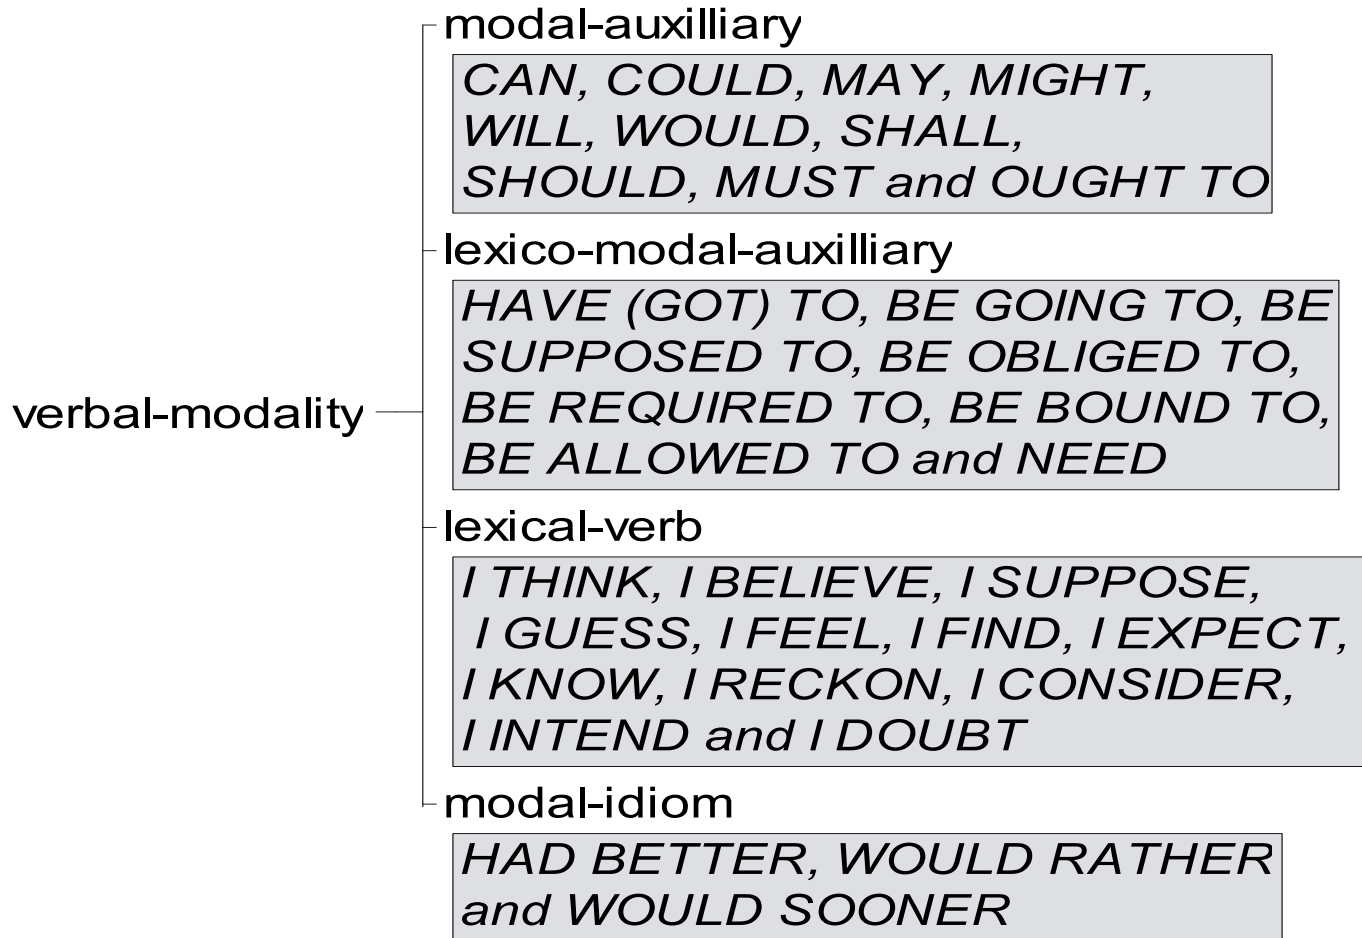 modal-auxilliary
CAN, COULD, MAY, MIGHT,
WILL, WOULD, SHALL,
SHOULD, MUST and OUGHT TO
lexico-modal-auxilliary
HAVE (GOT) TO, BE GOING TO, BE
SUPPOSED TO, BE OBLIGED TO,
BE REQUIRED TO, BE BOUND TO,
BE ALLOWED TO and NEED
verbal-modality
lexical-verb
I THINK, I BELIEVE, I SUPPOSE,
I GUESS, I FEEL, I FIND, I EXPECT,
I KNOW, I RECKON, I CONSIDER,
I INTEND and I DOUBT
modal-idiom
HAD BETTER, WOULD RATHER
and WOULD SOONER